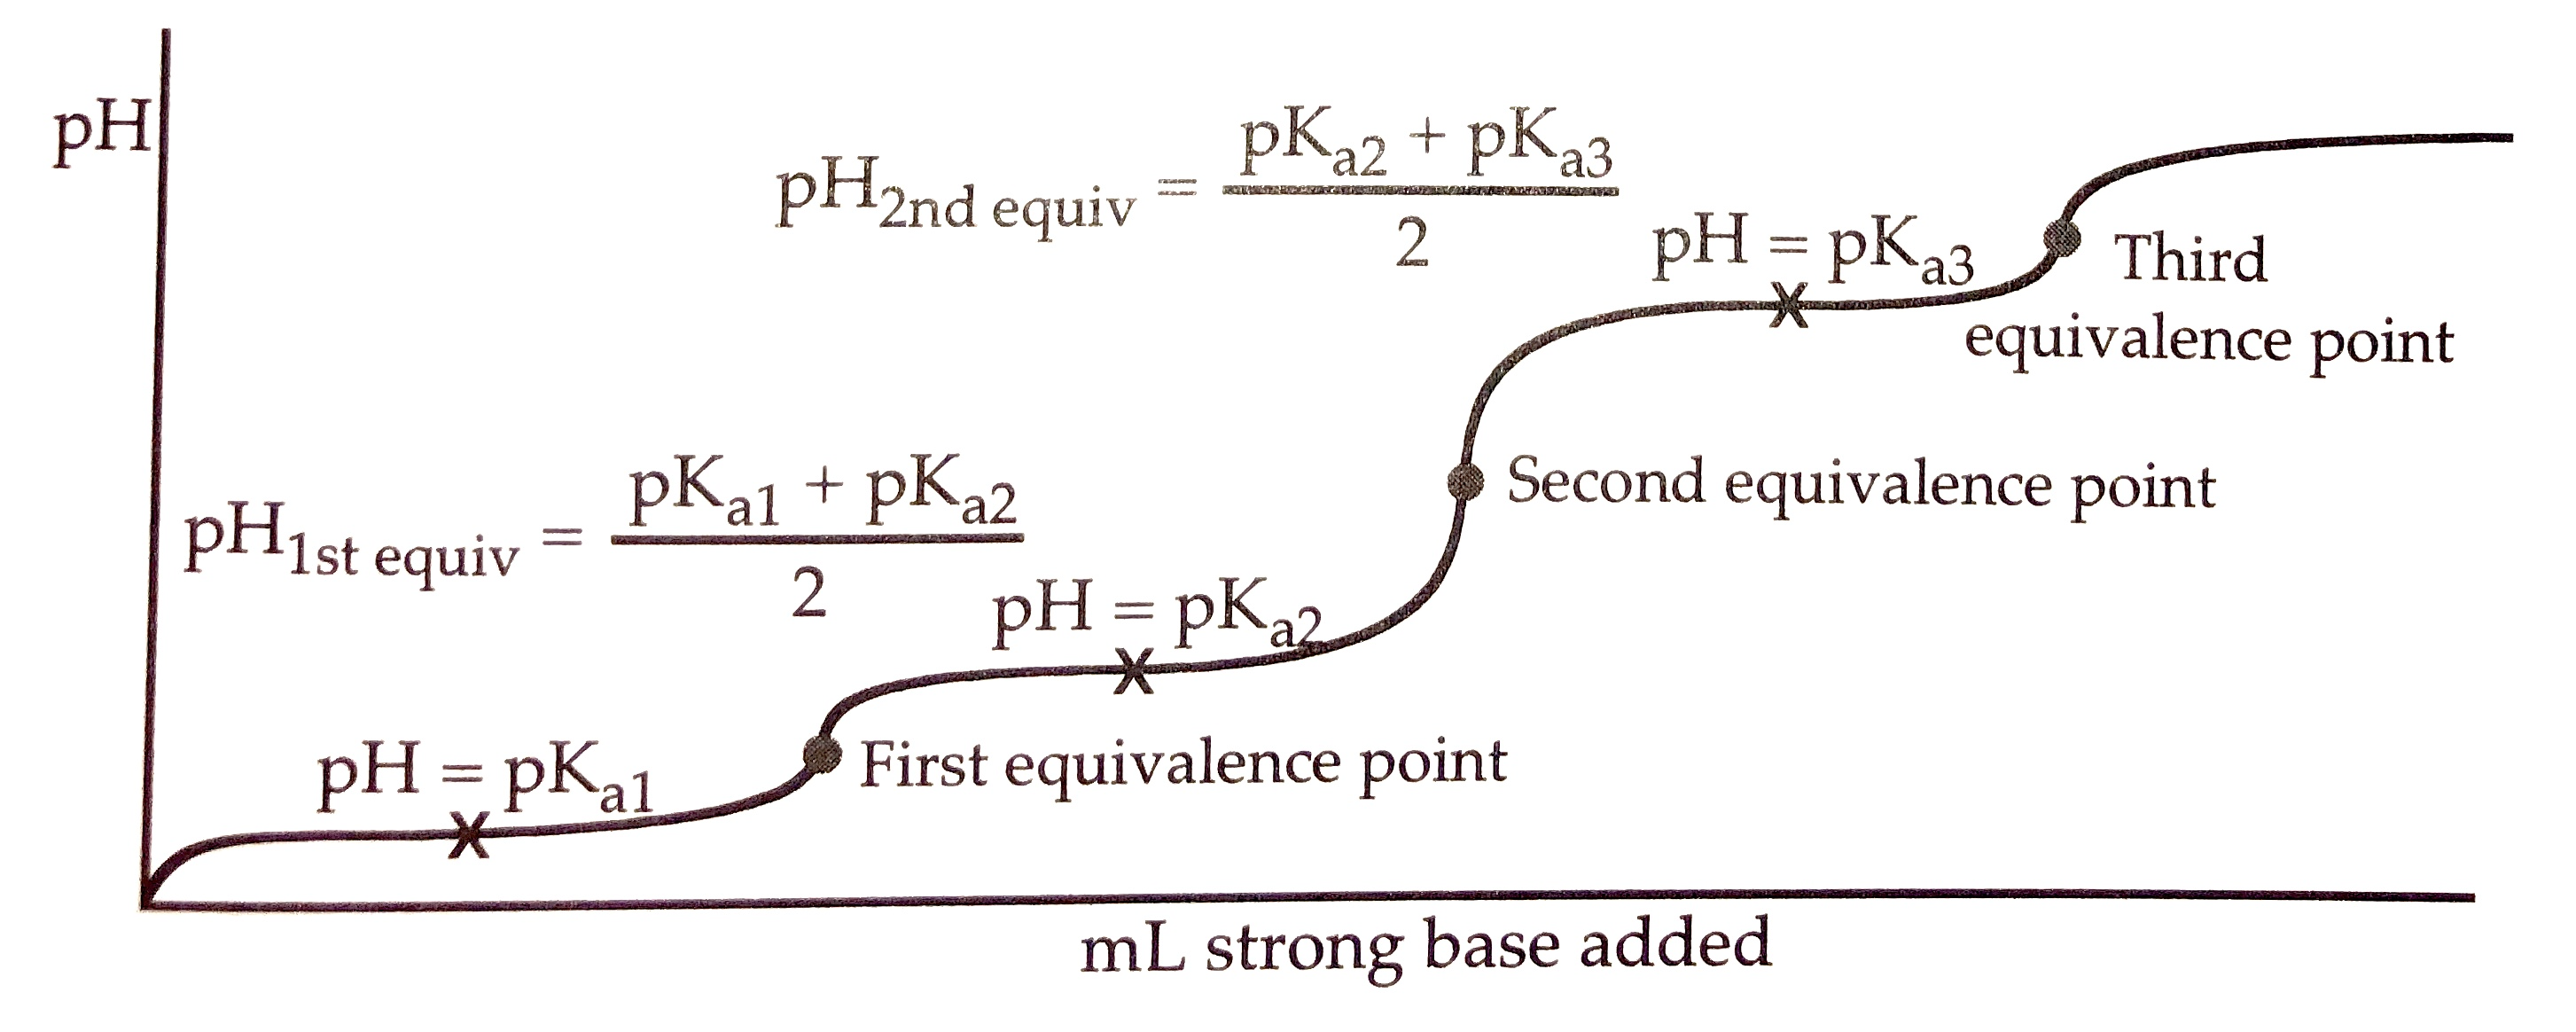 pH
pH2nd equiv = pKa2 + pKa3
2
pH = pKa3
Third
equivalence point
pH1st equiv = pKa1 + pKa2
2
Second equivalence point
pH = pKa2
pH = pKa1
First equivalence point
mL strong base added